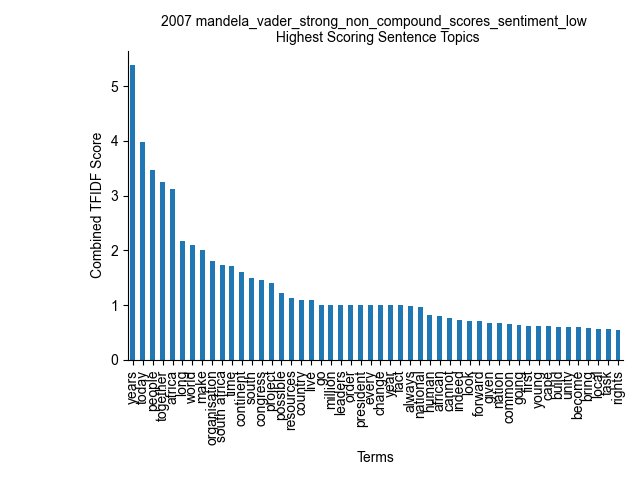 2007 mandela_vader_strong_non_compound_scores_sentiment_low
Highest Scoring Sentence Topics
Combined TFIDF Score
5
4
3
2
1
0
years
today
people
together
africa
long
world
make
organisation
south africa
time
continent
south
congress
project
possible
resources
country
live
go
million
leaders
order
president
every
change
year
fact
always
national
human
african
cannot
indeed
look
forward
given
nation
common
going
first
young
cape
build
unity
become
bring
local
task
rights
Terms